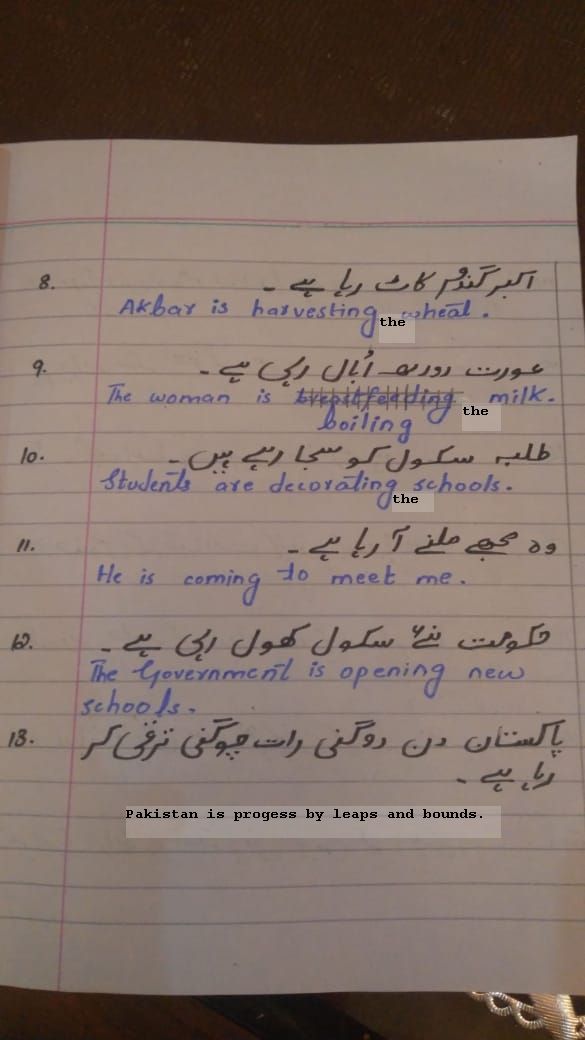 8. اکبر گندم کاٹ رہا ہے ۔
Akbar is harvesting wheat.
the
9. عورت دودھ اُبال رہی ہے ۔
The woman is breastfeeding milk.
the
boiling
10. طلبہ سکول کو سجا رہے ہیں ۔
Students are decorating schools.
the
11. وہ مجھے ملنے آ رہا ہے ۔
He is coming to meet me.
12. حکومت نئے سکول کھول رہی ہے ۔
The Government is opening new
schools.
13. پاکستان دن دوگنی رات چوگنی ترقی کر
رہا ہے ۔
Pakistan is progess by leaps and bounds.